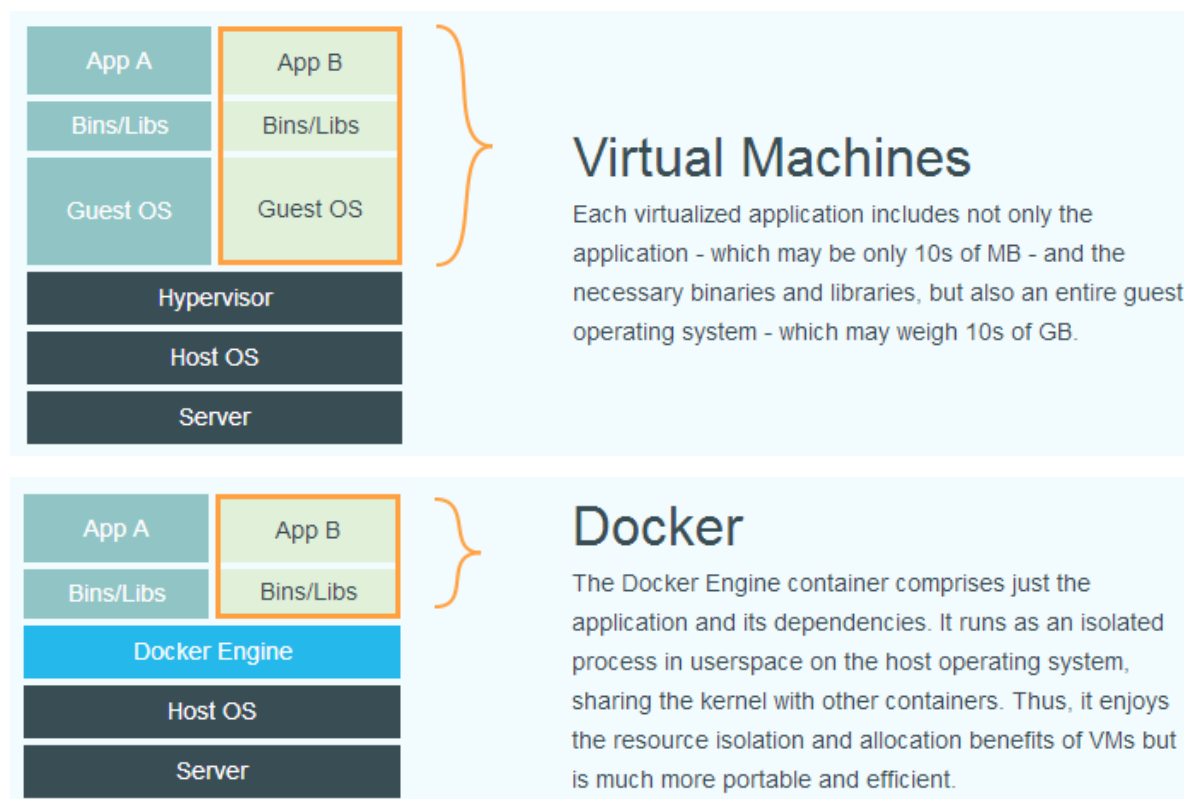 App A App B
Bins/Libs Bins/Libs
Guest OS Guest OS
Hypervisor
Host OS
Server
Virtual Machines
Each virtualized application includes not only the
application - which may be only 10s of MB - and the
necessary binaries and libraries, but also an entire guest
operating system - which may weigh 10s of GB.
App A App B
Bins/Libs Bins/Libs
Docker Engine
Host OS
Server
Docker
The Docker Engine container comprises just the
application and its dependencies. It runs as an isolated
process in userspace on the host operating system,
sharing the kernel with other containers. Thus, it enjoys
the resource isolation and allocation benefits of VMs but
is much more portable and efficient.